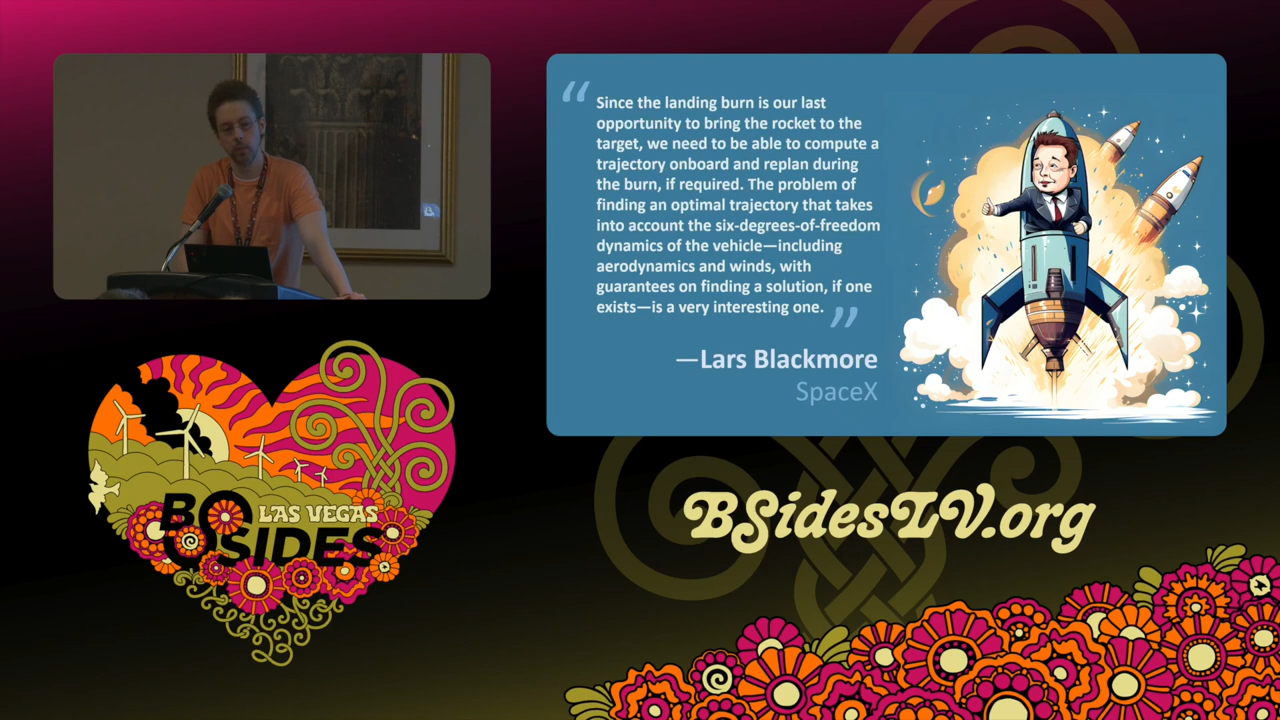 “
Since the landing burn is our last
opportunity to bring the rocket to the
target, we need to be able to compute a
trajectory onboard and replan during
the burn, if required. The problem of
finding an optimal trajectory that takes
into account the six-degrees-of-freedom
dynamics of the vehicle—including
aerodynamics and winds, with
guarantees on finding a solution, if one
exists—is a very interesting one.
”
—Lars Blackmore
SpaceX
LAS VEGAS
BSIDES
BSidesLV.org